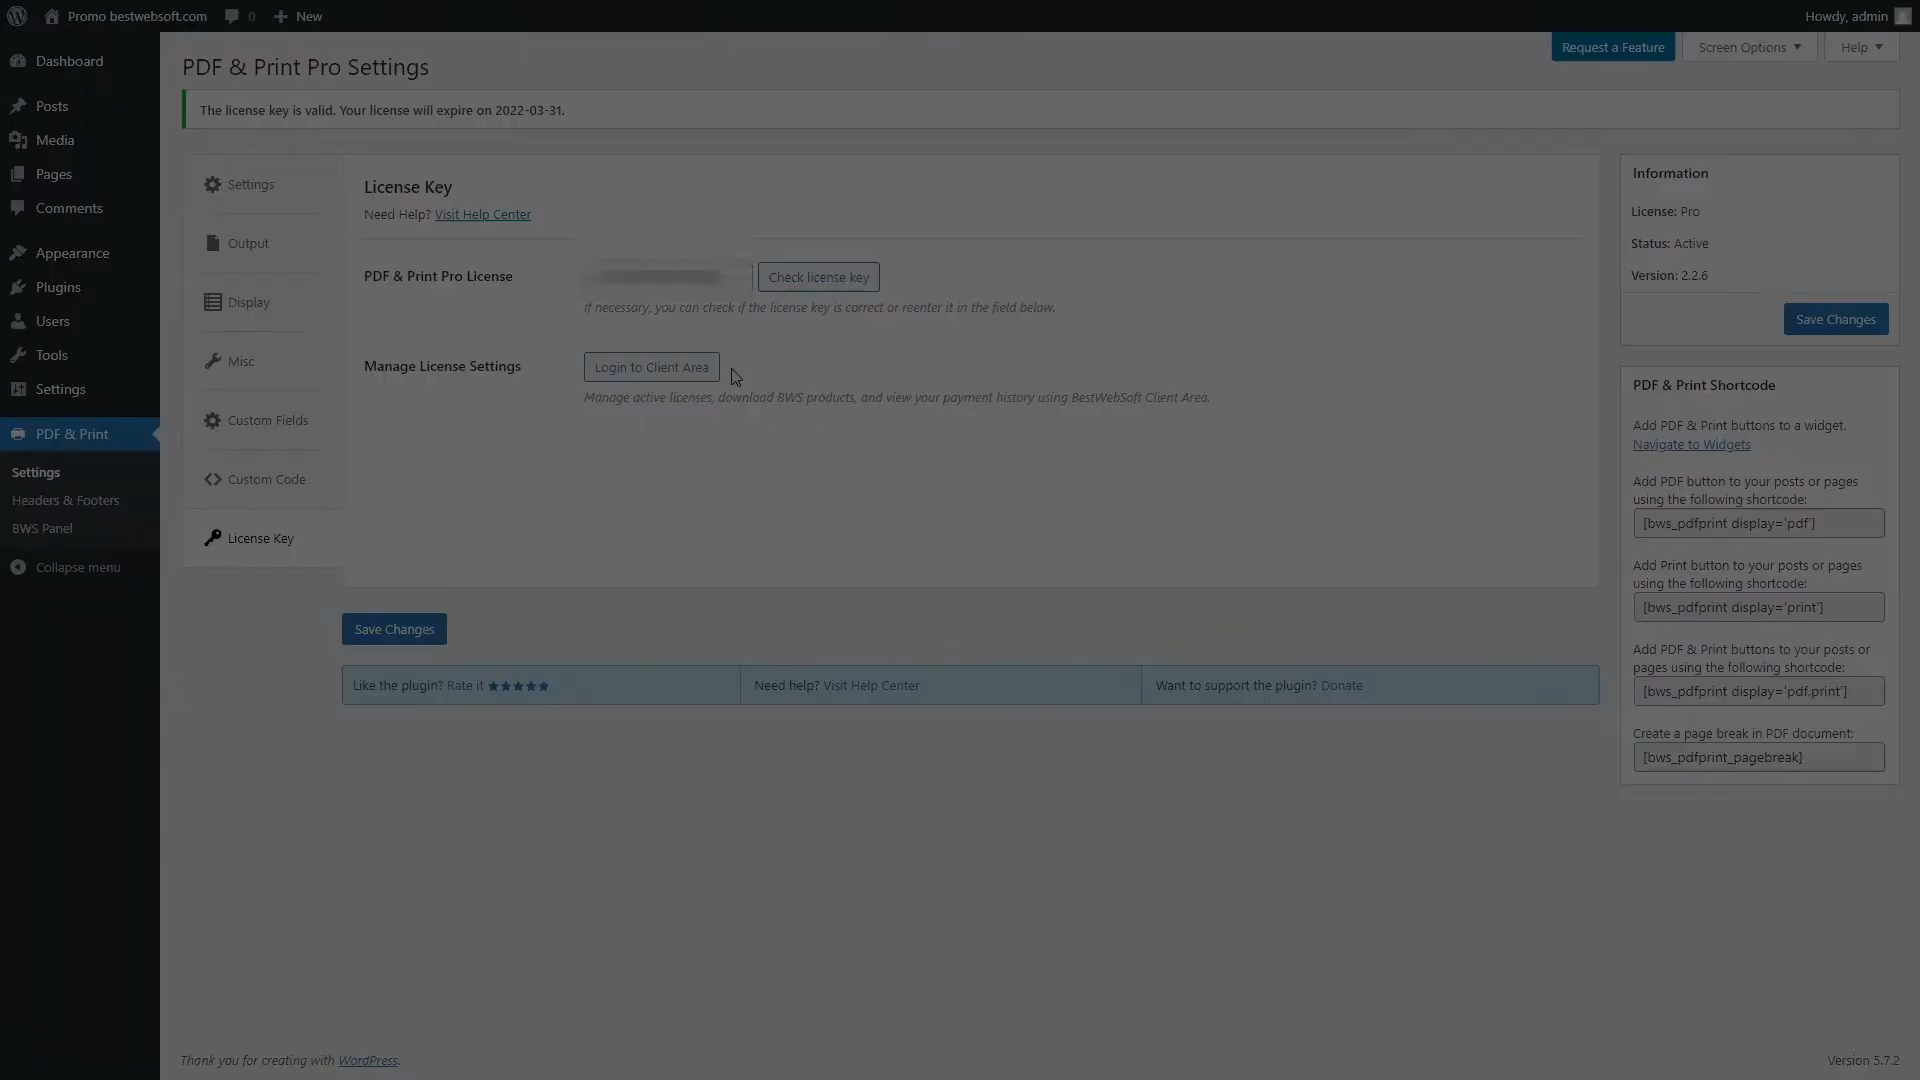 Promo bestwebsoft.com 0 New
Howdy, admin
Dashboard
Posts
Media
Pages
Comments
Appearance
Plugins
Users
Tools
Settings
PDF & Print
Settings
Headers & Footers
BWS Panel
Collapse menu
PDF & Print Pro Settings
Request a Feature
Screen Options
Help
The license key is valid. Your license will expire on 2022-03-31.
Settings
Output
Display
Misc
Custom Fields
Custom Code
License Key
License Key
Need Help? Visit Help Center
PDF & Print Pro License
Check license key
If necessary, you can check if the license key is correct or reenter it in the field below.
Manage License Settings
Login to Client Area
Manage active licenses, download BWS products, and view your payment history using BestWebSoft Client Area.
Save Changes
Like the plugin? Rate it
Need help? Visit Help Center
Want to support the plugin? Donate
Information
License: Pro
Status: Active
Version: 2.2.6
Save Changes
PDF & Print Shortcode
Add PDF & Print buttons to a widget.
Navigate to Widgets
Add PDF button to your posts or pages
using the following shortcode:
[bws_pdfprint display='pdf']
Add Print button to your posts or pages
using the following shortcode:
[bws_pdfprint display='print']
Add PDF & Print buttons to your posts or
pages using the following shortcode:
[bws_pdfprint display='pdf,print']
Create a page break in PDF document:
[bws_pdfprint_pagebreak]
Thank you for creating with WordPress.
Version 5.7.2